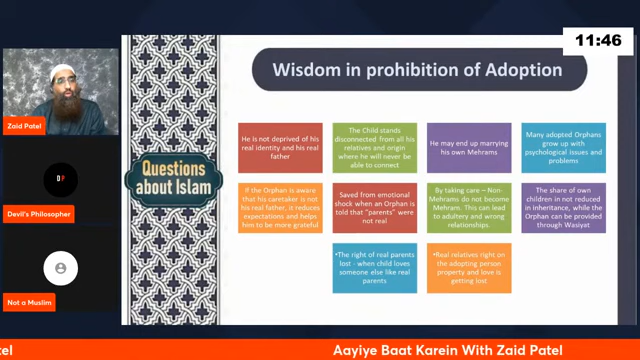 11:46
Wisdom in prohibition of Adoption
Zaid Patel
He is not deprived of his
real identity and his real
father
The Child stands
disconnected from all his
relatives and origin
where he will never be
able to connect
He may end up marrying
his own Mehrams
Many adopted Orphans
grow up with
psychological issues and
problems
Questions
about Islam
DP
Devil's Philosopher
If the Orphan is aware
that his caretaker is not
his real father, it reduces
expectations and helps
him to be more grateful
Saved from emotional
shock when an Orphan is
told that "parents" were
not real
By taking care – Non-
Mehrams do not become
Mehram. This can lead
to adultery and wrong
relationships.
The share of own
children in not reduced
in inheritance, while the
Orphan can be provided
through Wasiyat
•The right of real parents
lost - when child loves
someone else like real
parents
•Real relatives right on
the adopting person
property and love is
getting lost
Not a Muslim
tel
Aayiye Baat Karein With Zaid Patel